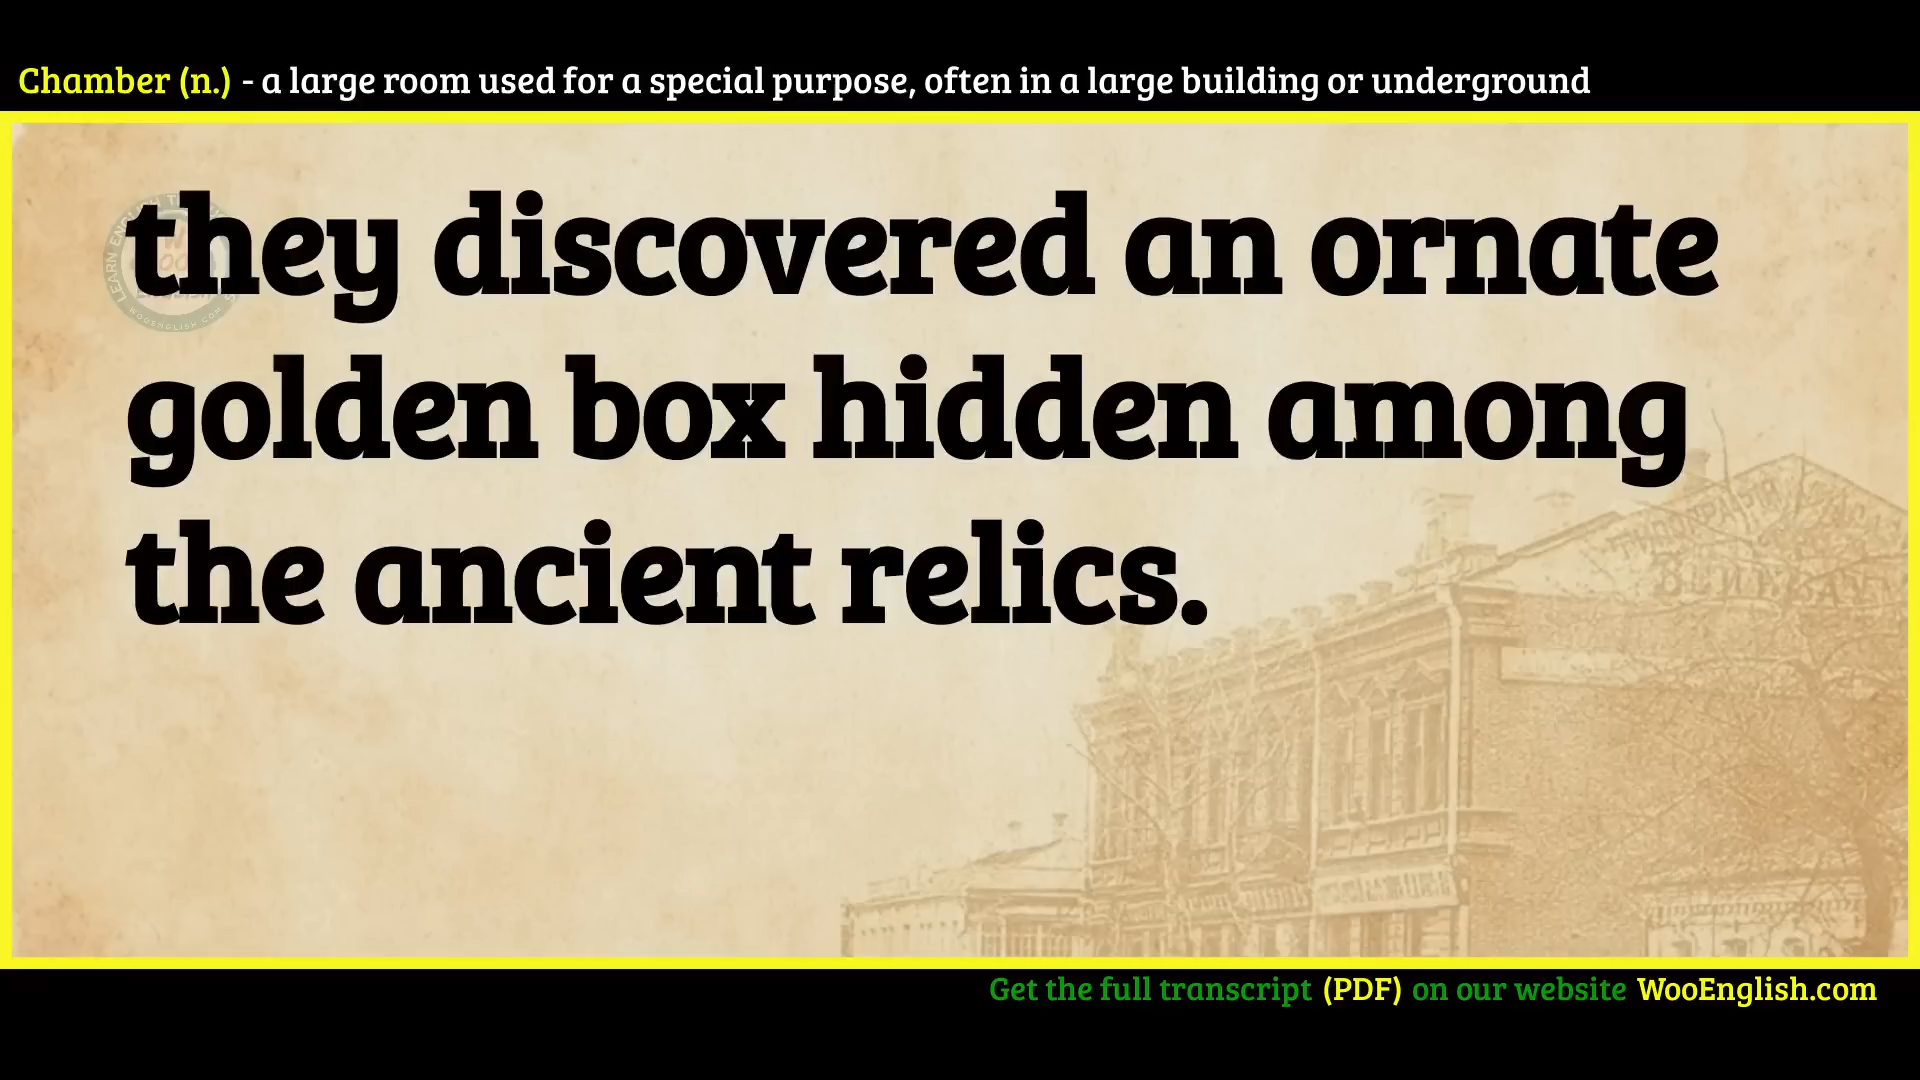 Chamber (n.) - a large room used for a special purpose, often in a large building or underground
they discovered an ornate
golden box hidden among
the ancient relics.
Get the full transcript (PDF) on our website WooEnglish.com